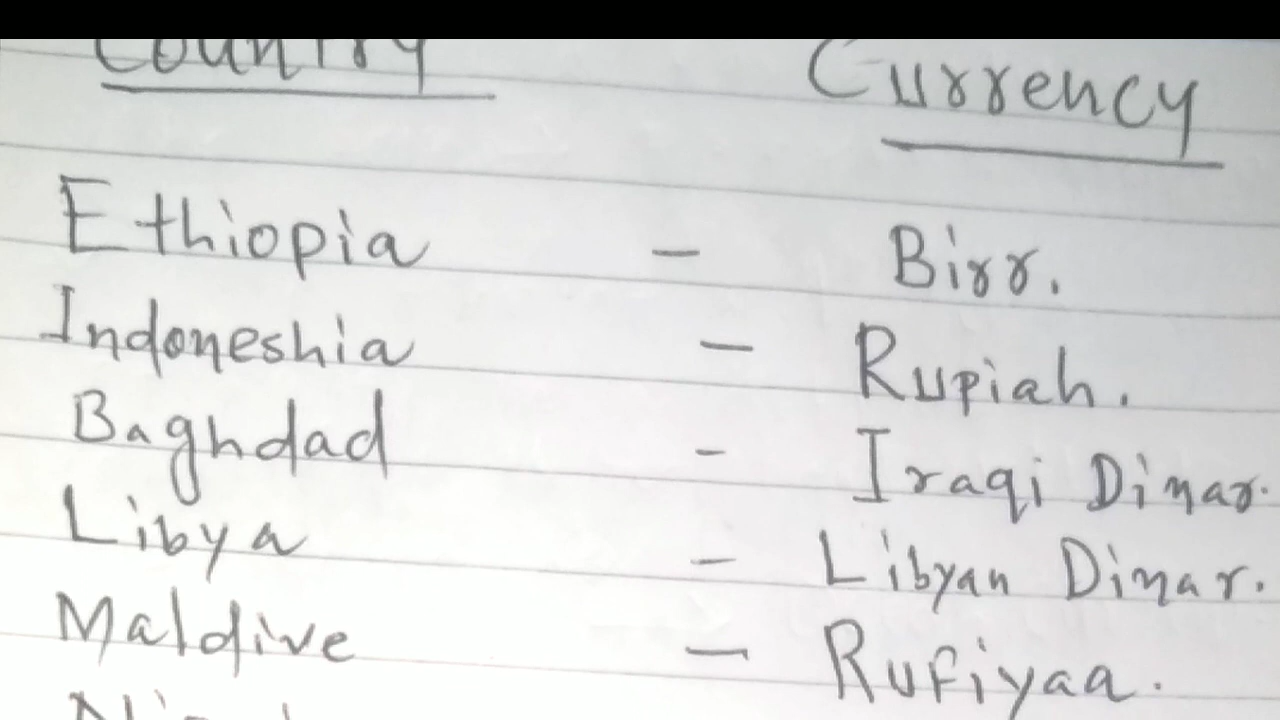 Country Currency
Ethiopia - Birr.
Indoneshia - Rupiah.
Baghdad - Iraqi Dinar.
Libya - Libyan Dinar.
Maldive - Rufiyaa.